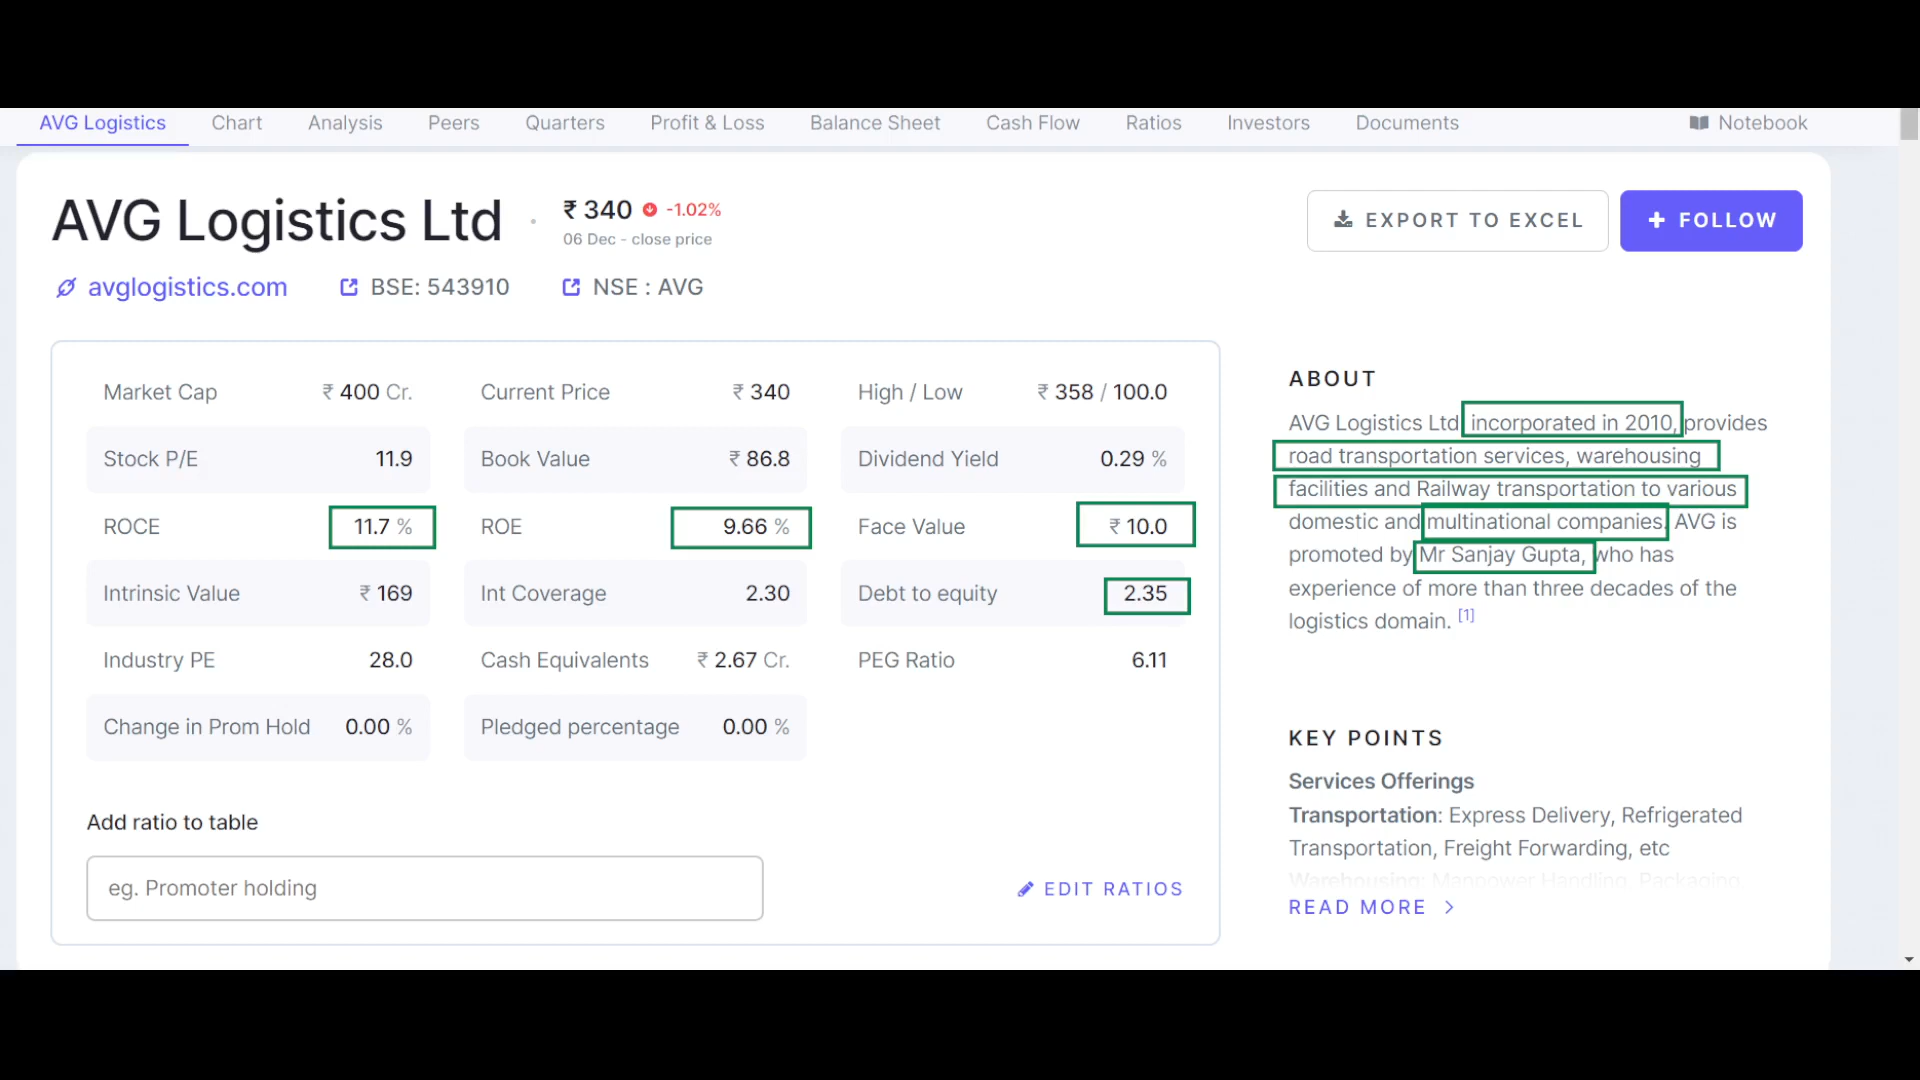 AVG Logistics Chart Analysis Peers Quarters Profit & Loss Balance Sheet Cash Flow Ratios Investors Documents Notebook
AVG Logistics Ltd · ₹ 340 -1.02%
06 Dec - close price
EXPORT TO EXCEL + FOLLOW
avglogistics.com BSE: 543910 NSE : AVG
Market Cap ₹ 400 Cr. Current Price ₹ 340 High / Low ₹ 358 / 100.0
Stock P/E 11.9 Book Value ₹ 86.8 Dividend Yield 0.29 %
ROCE 11.7 % ROE 9.66 % Face Value ₹ 10.0
Intrinsic Value ₹ 169 Int Coverage 2.30 Debt to equity 2.35
Industry PE 28.0 Cash Equivalents ₹ 2.67 Cr. PEG Ratio 6.11
Change in Prom Hold 0.00 % Pledged percentage 0.00 %
Add ratio to table
eg. Promoter holding
EDIT RATIOS
ABOUT
AVG Logistics Ltd incorporated in 2010, provides
road transportation services, warehousing
facilities and Railway transportation to various
domestic and multinational companies. AVG is
promoted by Mr Sanjay Gupta, who has
experience of more than three decades of the
logistics domain. [1]
KEY POINTS
Services Offerings
Transportation: Express Delivery, Refrigerated
Transportation, Freight Forwarding, etc
Warehousing: Manpower Handling, Packaging
READ MORE >